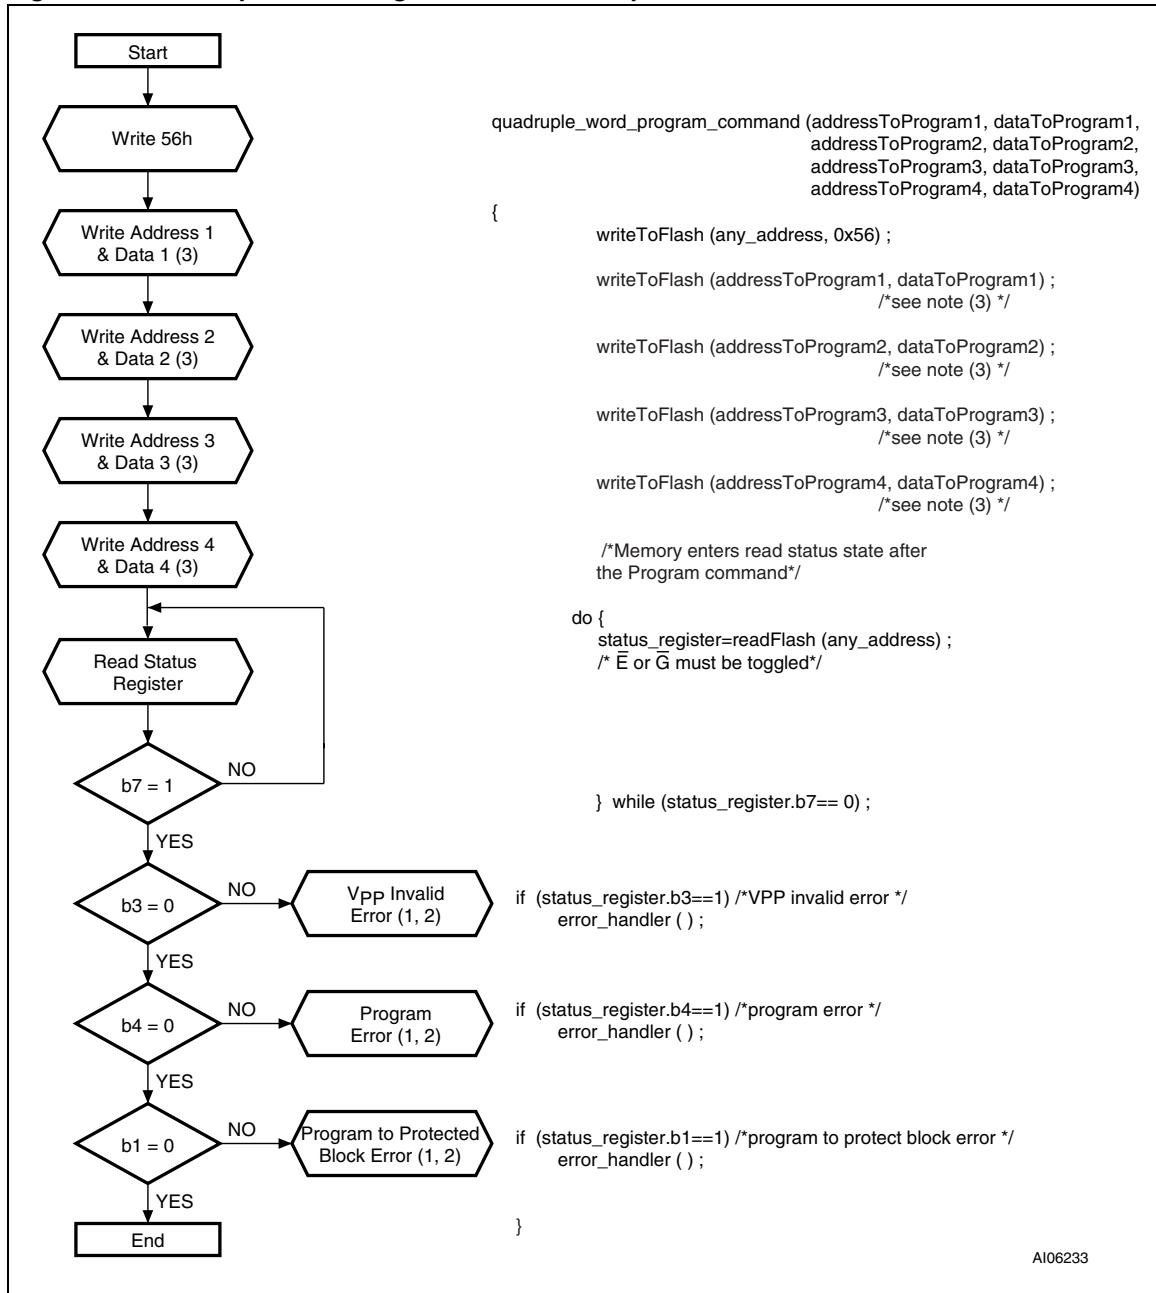 Start
Write 56h
Write Address 1
& Data 1 (3)
Write Address 2
& Data 2 (3)
Write Address 3
& Data 3 (3)
Write Address 4
& Data 4 (3)
Read Status
Register
b7 = 1
NO
YES
b3 = 0
NO
VPP Invalid
Error (1, 2)
YES
b4 = 0
NO
Program
Error (1, 2)
YES
b1 = 0
NO
Program to Protected
Block Error (1, 2)
YES
End
quadruple_word_program_command (addressToProgram1, dataToProgram1,
addressToProgram2, dataToProgram2,
addressToProgram3, dataToProgram3,
addressToProgram4, dataToProgram4)
{
writeToFlash (any_address, 0x56) ;
writeToFlash (addressToProgram1, dataToProgram1) ;
/*see note (3) */
writeToFlash (addressToProgram2, dataToProgram2) ;
/*see note (3) */
writeToFlash (addressToProgram3, dataToProgram3) ;
/*see note (3) */
writeToFlash (addressToProgram4, dataToProgram4) ;
/*see note (3) */
/*Memory enters read status state after
the Program command*/
do {
status_register=readFlash (any_address) ;
/* E̅ or G̅ must be toggled*/
} while (status_register.b7== 0) ;
if (status_register.b3==1) /*VPP invalid error */
error_handler ( ) ;
if (status_register.b4==1) /*program error */
error_handler ( ) ;
if (status_register.b1==1) /*program to protect block error */
error_handler ( ) ;
}
AI06233